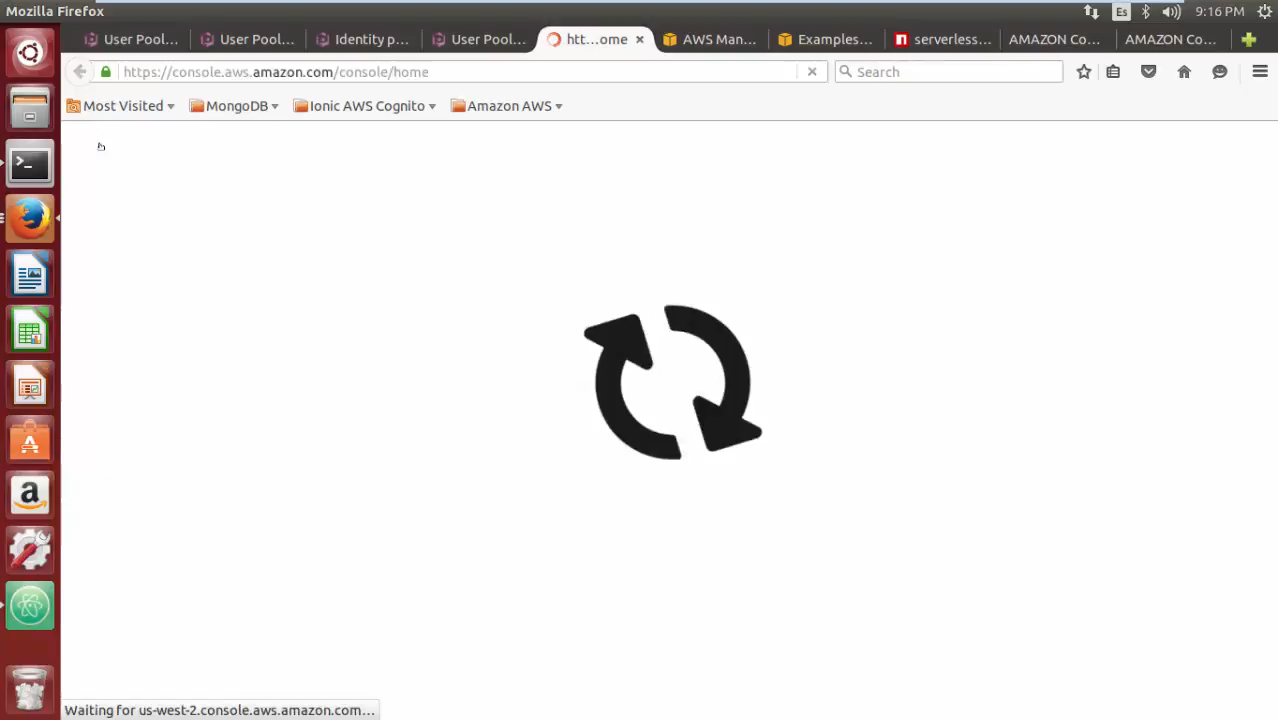 Mozilla Firefox
Es
9:16 PM
User Pool...
User Pool...
Identity p...
User Pool...
htt...ome
AWS Man...
Examples...
serverless...
AMAZON Co...
AMAZON Co...
https://console.aws.amazon.com/console/home
Search
Most Visited
MongoDB
Ionic AWS Cognito
Amazon AWS
Waiting for us-west-2.console.aws.amazon.com...